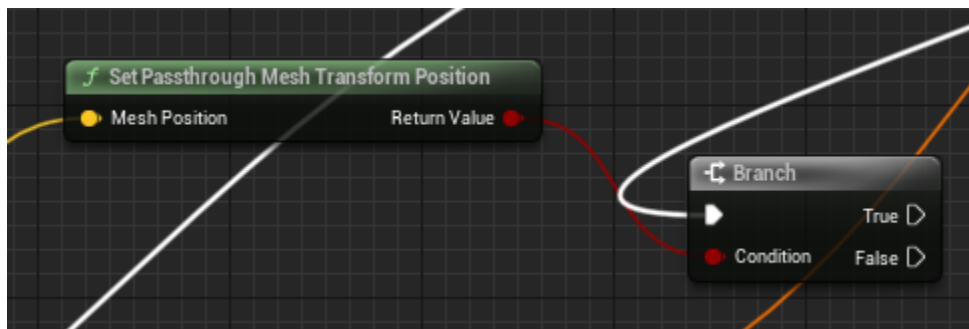 Set Passthrough Mesh Transform Position
Mesh Position
Return Value
Branch
True
Condition
False